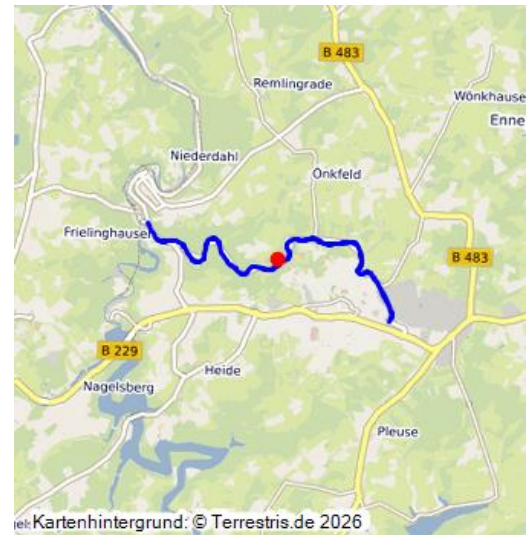 B 483
Remlingrade
Wönkhause
Enne
Niederdahl
Önkfeld
Frielinghausen
B 483
B 229
Heide
Nagelsberg
Pleuse
Kartenhintergrund: © Terrestris.de 2026